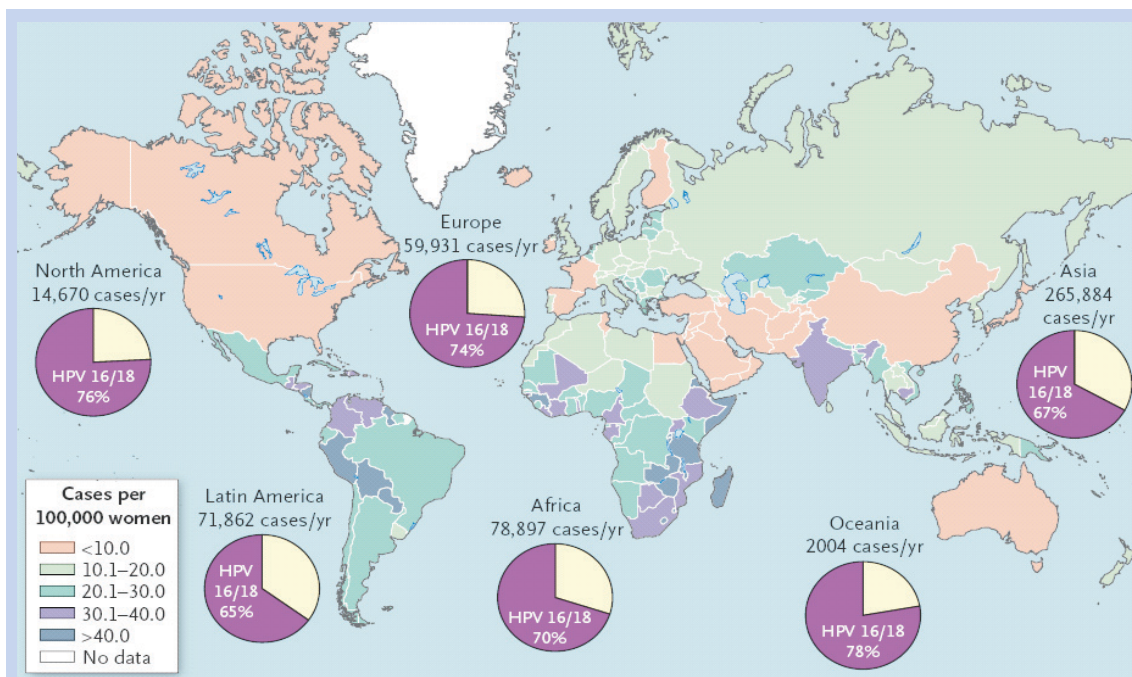 Europe
59,931 cases/yr
HPV 16/18
74%
North America
14,670 cases/yr
HPV 16/18
76%
Asia
265,884
cases/yr
HPV
16/18
67%
Latin America
71,862 cases/yr
HPV
16/18
65%
Africa
78,897 cases/yr
HPV 16/18
70%
Oceania
2004 cases/yr
HPV 16/18
78%
Cases per
100,000 women
<10.0
10.1–20.0
20.1–30.0
30.1–40.0
>40.0
No data